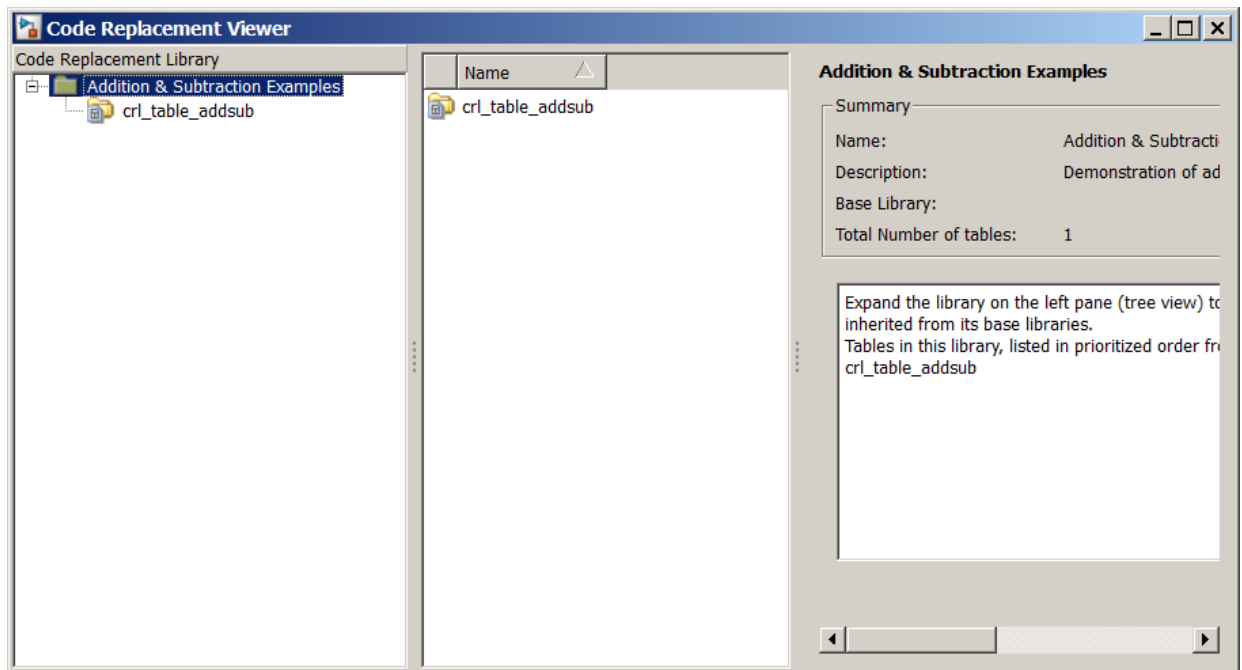 Code Replacement Viewer
Code Replacement Library
Addition & Subtraction Examples
crl_table_addsub
Name
crl_table_addsub
Addition & Subtraction Examples
Summary
Name: Addition & Subtracti
Description: Demonstration of ad
Base Library:
Total Number of tables: 1
Expand the library on the left pane (tree view) to
inherited from its base libraries.
Tables in this library, listed in prioritized order fro
crl_table_addsub